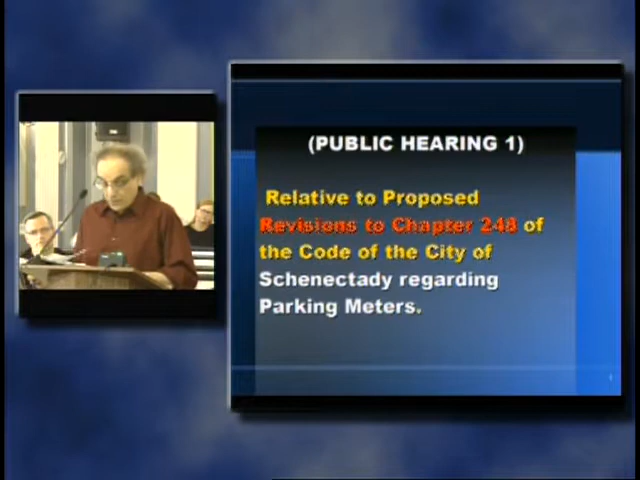 (PUBLIC HEARING 1)
Relative to Proposed
Revisions to Chapter 248 of
the Code of the City of
Schenectady regarding
Parking Meters.